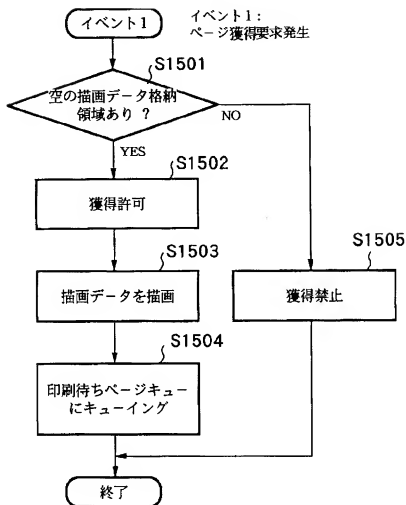 イベント1
イベント1：
ページ獲得要求発生
S1501
空の描画データ格納
領域あり ？
NO
YES
S1502
獲得許可
S1503
描画データを描画
S1505
獲得禁止
S1504
印刷待ちページキュー
にキューイング
終了